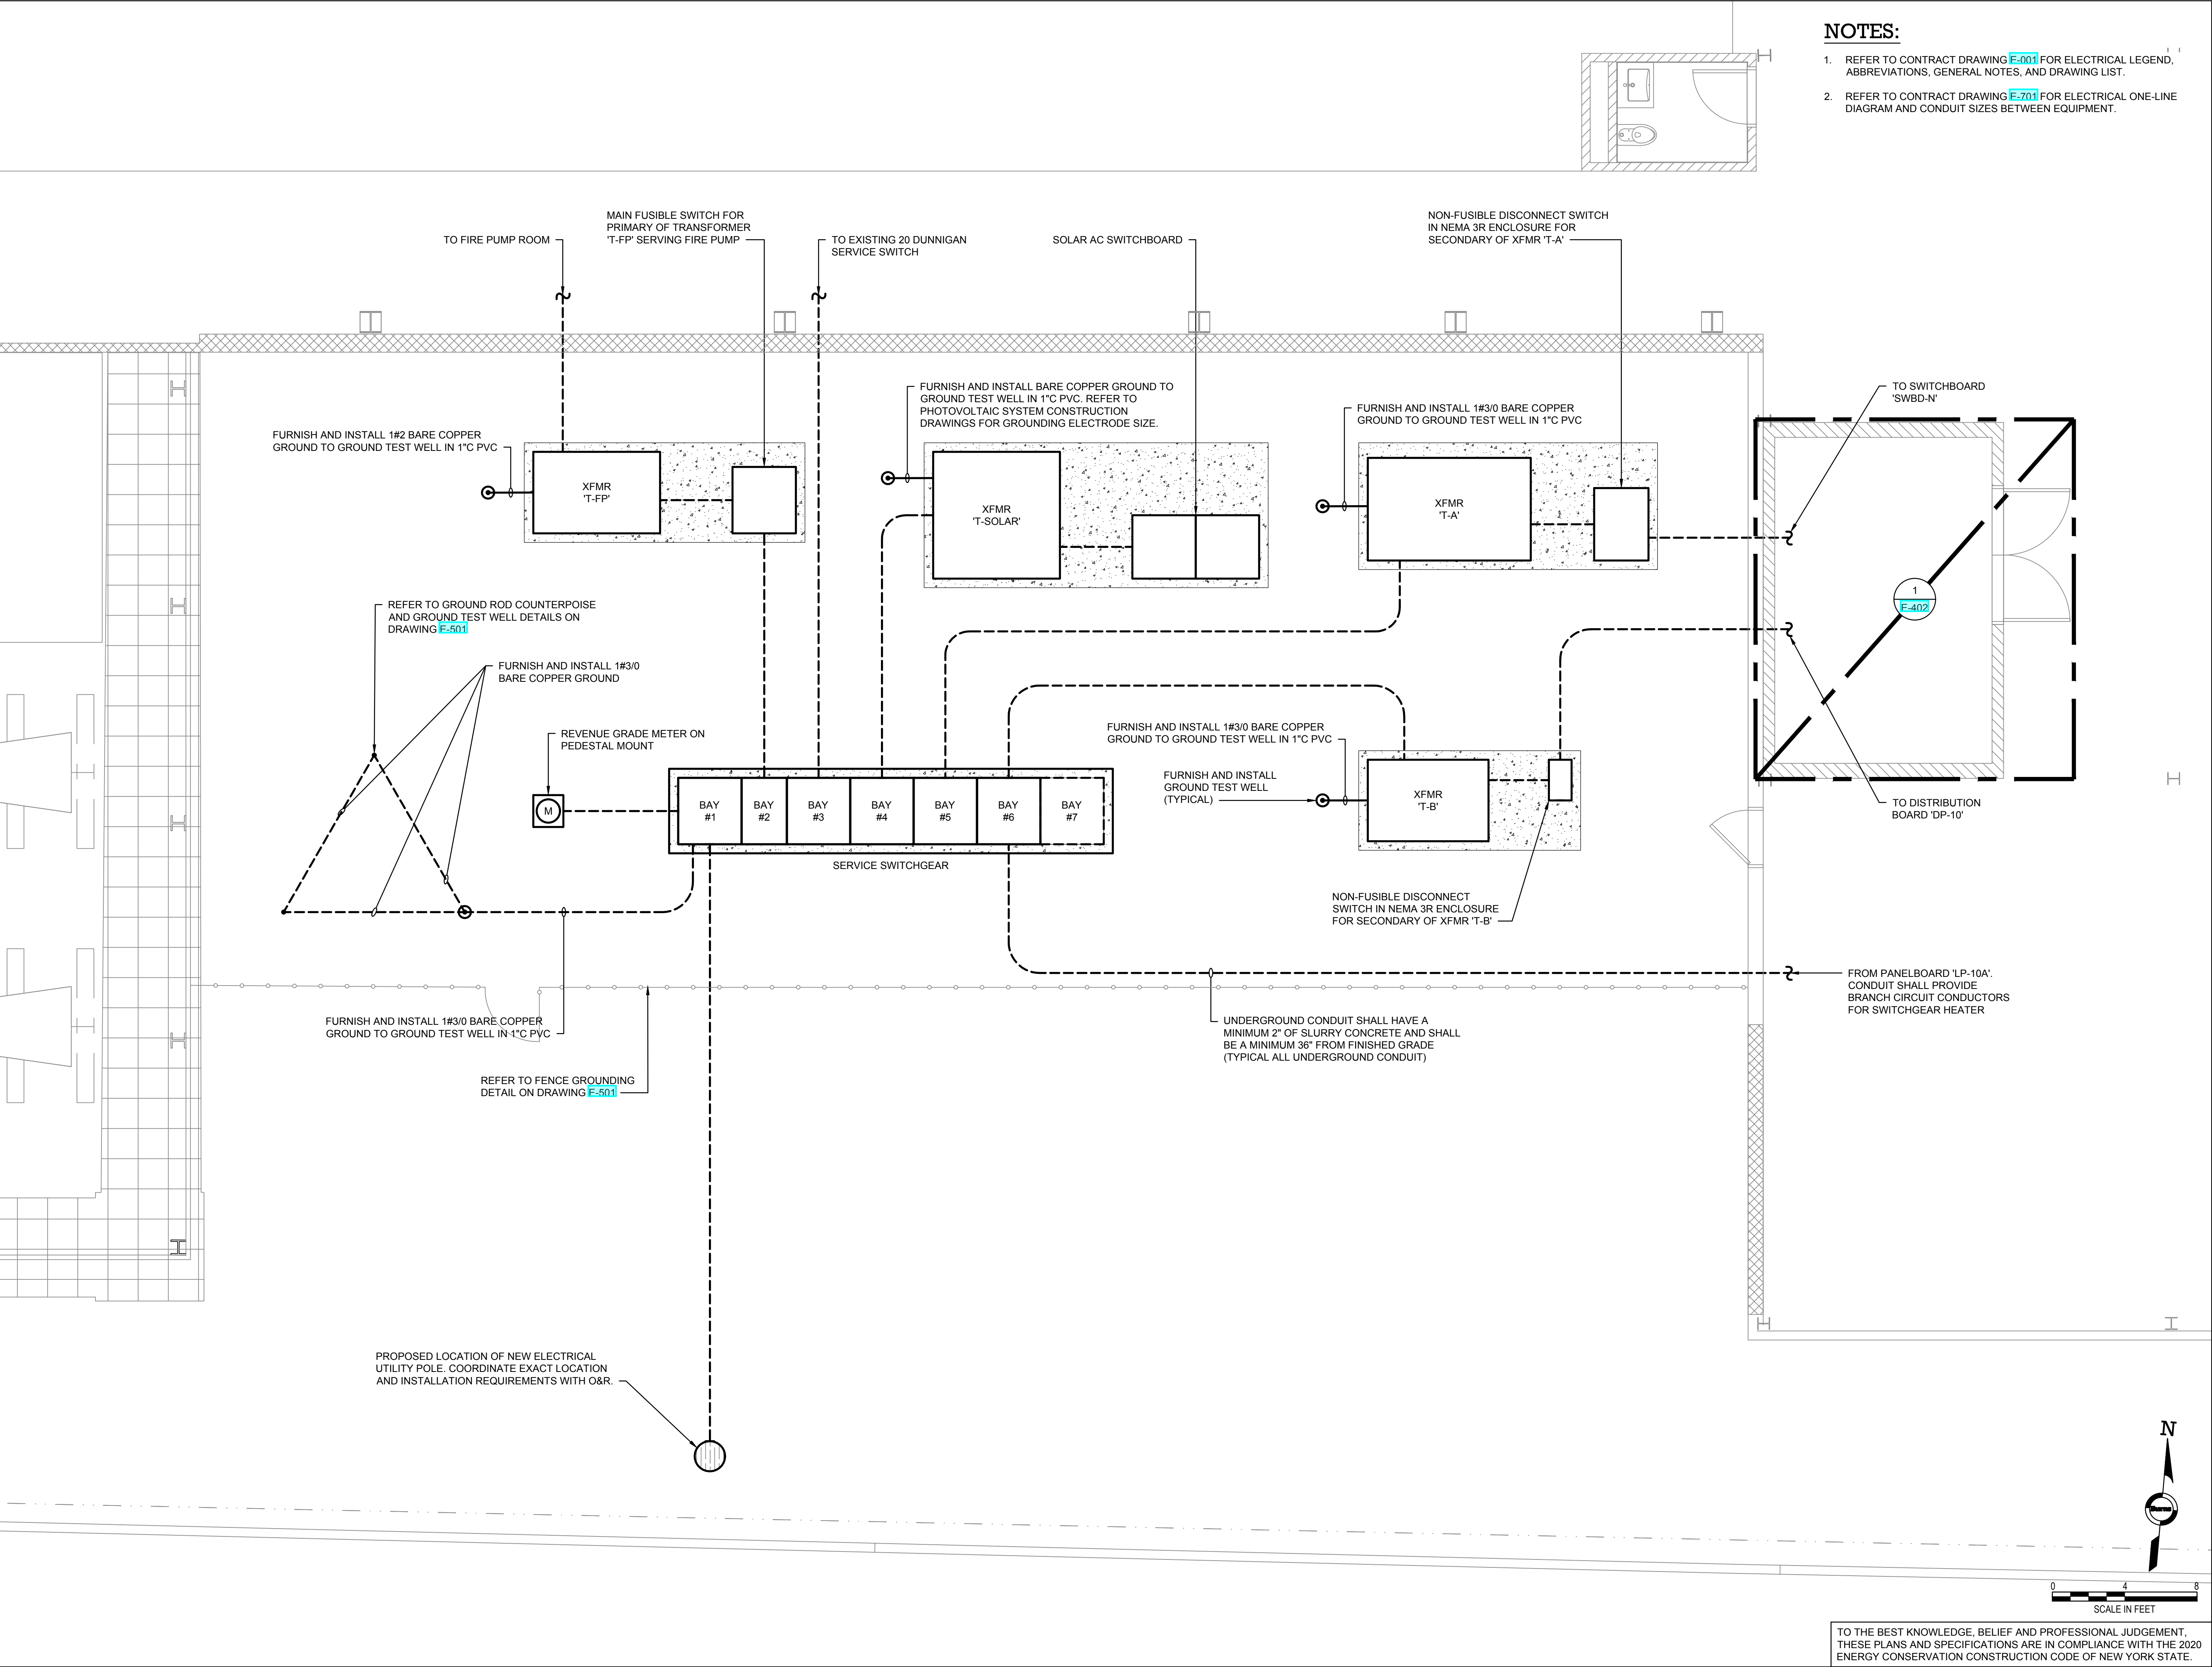 NOTES:
1. REFER TO CONTRACT DRAWING E-001 FOR ELECTRICAL LEGEND,
ABBREVIATIONS, GENERAL NOTES, AND DRAWING LIST.
2. REFER TO CONTRACT DRAWING E-701 FOR ELECTRICAL ONE-LINE
DIAGRAM AND CONDUIT SIZES BETWEEN EQUIPMENT.
TO FIRE PUMP ROOM
MAIN FUSIBLE SWITCH FOR
PRIMARY OF TRANSFORMER
'T-FP' SERVING FIRE PUMP
TO EXISTING 20 DUNNIGAN
SERVICE SWITCH
SOLAR AC SWITCHBOARD
NON-FUSIBLE DISCONNECT SWITCH
IN NEMA 3R ENCLOSURE FOR
SECONDARY OF XFMR 'T-A'
FURNISH AND INSTALL 1#2 BARE COPPER
GROUND TO GROUND TEST WELL IN 1"C PVC
FURNISH AND INSTALL BARE COPPER GROUND TO
GROUND TEST WELL IN 1"C PVC. REFER TO
PHOTOVOLTAIC SYSTEM CONSTRUCTION
DRAWINGS FOR GROUNDING ELECTRODE SIZE.
FURNISH AND INSTALL 1#3/0 BARE COPPER
GROUND TO GROUND TEST WELL IN 1"C PVC
TO SWITCHBOARD
'SWBD-N'
XFMR
'T-FP'
XFMR
'T-SOLAR'
XFMR
'T-A'
1
E-402
REFER TO GROUND ROD COUNTERPOISE
AND GROUND TEST WELL DETAILS ON
DRAWING E-501
FURNISH AND INSTALL 1#3/0
BARE COPPER GROUND
REVENUE GRADE METER ON
PEDESTAL MOUNT
M
BAY
#1
BAY
#2
BAY
#3
BAY
#4
BAY
#5
BAY
#6
BAY
#7
SERVICE SWITCHGEAR
FURNISH AND INSTALL 1#3/0 BARE COPPER
GROUND TO GROUND TEST WELL IN 1"C PVC
FURNISH AND INSTALL
GROUND TEST WELL
(TYPICAL)
XFMR
'T-B'
TO DISTRIBUTION
BOARD 'DP-10'
NON-FUSIBLE DISCONNECT
SWITCH IN NEMA 3R ENCLOSURE
FOR SECONDARY OF XFMR 'T-B'
FROM PANELBOARD 'LP-10A'.
CONDUIT SHALL PROVIDE
BRANCH CIRCUIT CONDUCTORS
FOR SWITCHGEAR HEATER
FURNISH AND INSTALL 1#3/0 BARE COPPER
GROUND TO GROUND TEST WELL IN 1"C PVC
UNDERGROUND CONDUIT SHALL HAVE A
MINIMUM 2" OF SLURRY CONCRETE AND SHALL
BE A MINIMUM 36" FROM FINISHED GRADE
(TYPICAL ALL UNDERGROUND CONDUIT)
REFER TO FENCE GROUNDING
DETAIL ON DRAWING E-501
PROPOSED LOCATION OF NEW ELECTRICAL
UTILITY POLE. COORDINATE EXACT LOCATION
AND INSTALLATION REQUIREMENTS WITH O&R.
N
Burns
0 4 8
SCALE IN FEET
TO THE BEST KNOWLEDGE, BELIEF AND PROFESSIONAL JUDGEMENT,
THESE PLANS AND SPECIFICATIONS ARE IN COMPLIANCE WITH THE 2020
ENERGY CONSERVATION CONSTRUCTION CODE OF NEW YORK STATE.